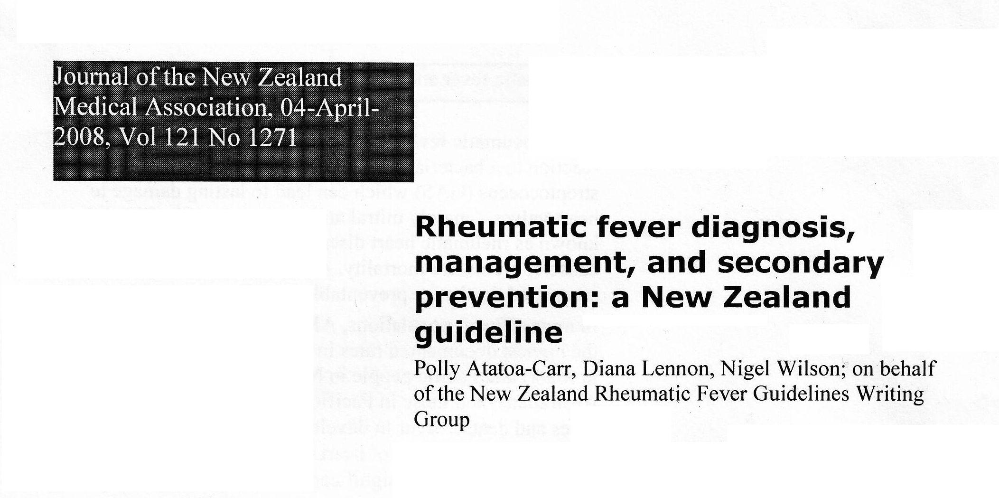 Journal of the New Zealand
Medical Association, 04-April-
2008, Vol 121 No 1271
Rheumatic fever diagnosis,
management, and secondary
prevention: a New Zealand
guideline
Polly Atatoa-Carr, Diana Lennon, Nigel Wilson; on behalf
of the New Zealand Rheumatic Fever Guidelines Writing
Group